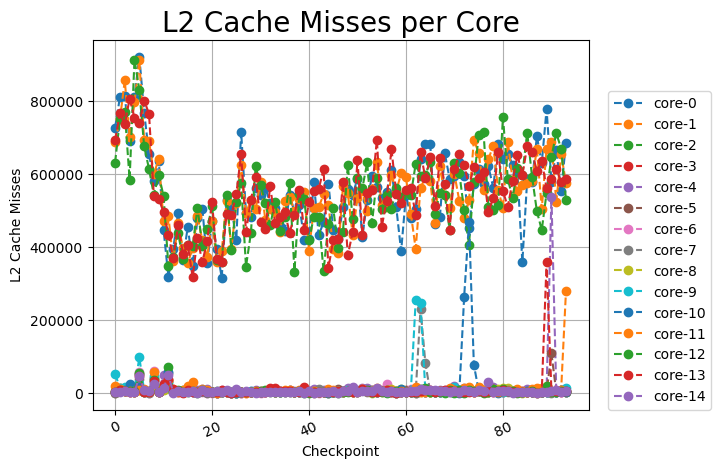 L2 Cache Misses per Core
L2 Cache Misses
800000
600000
400000
200000
0
0
20
40
60
80
Checkpoint
core-0
core-1
core-2
core-3
core-4
core-5
core-6
core-7
core-8
core-9
core-10
core-11
core-12
core-13
core-14